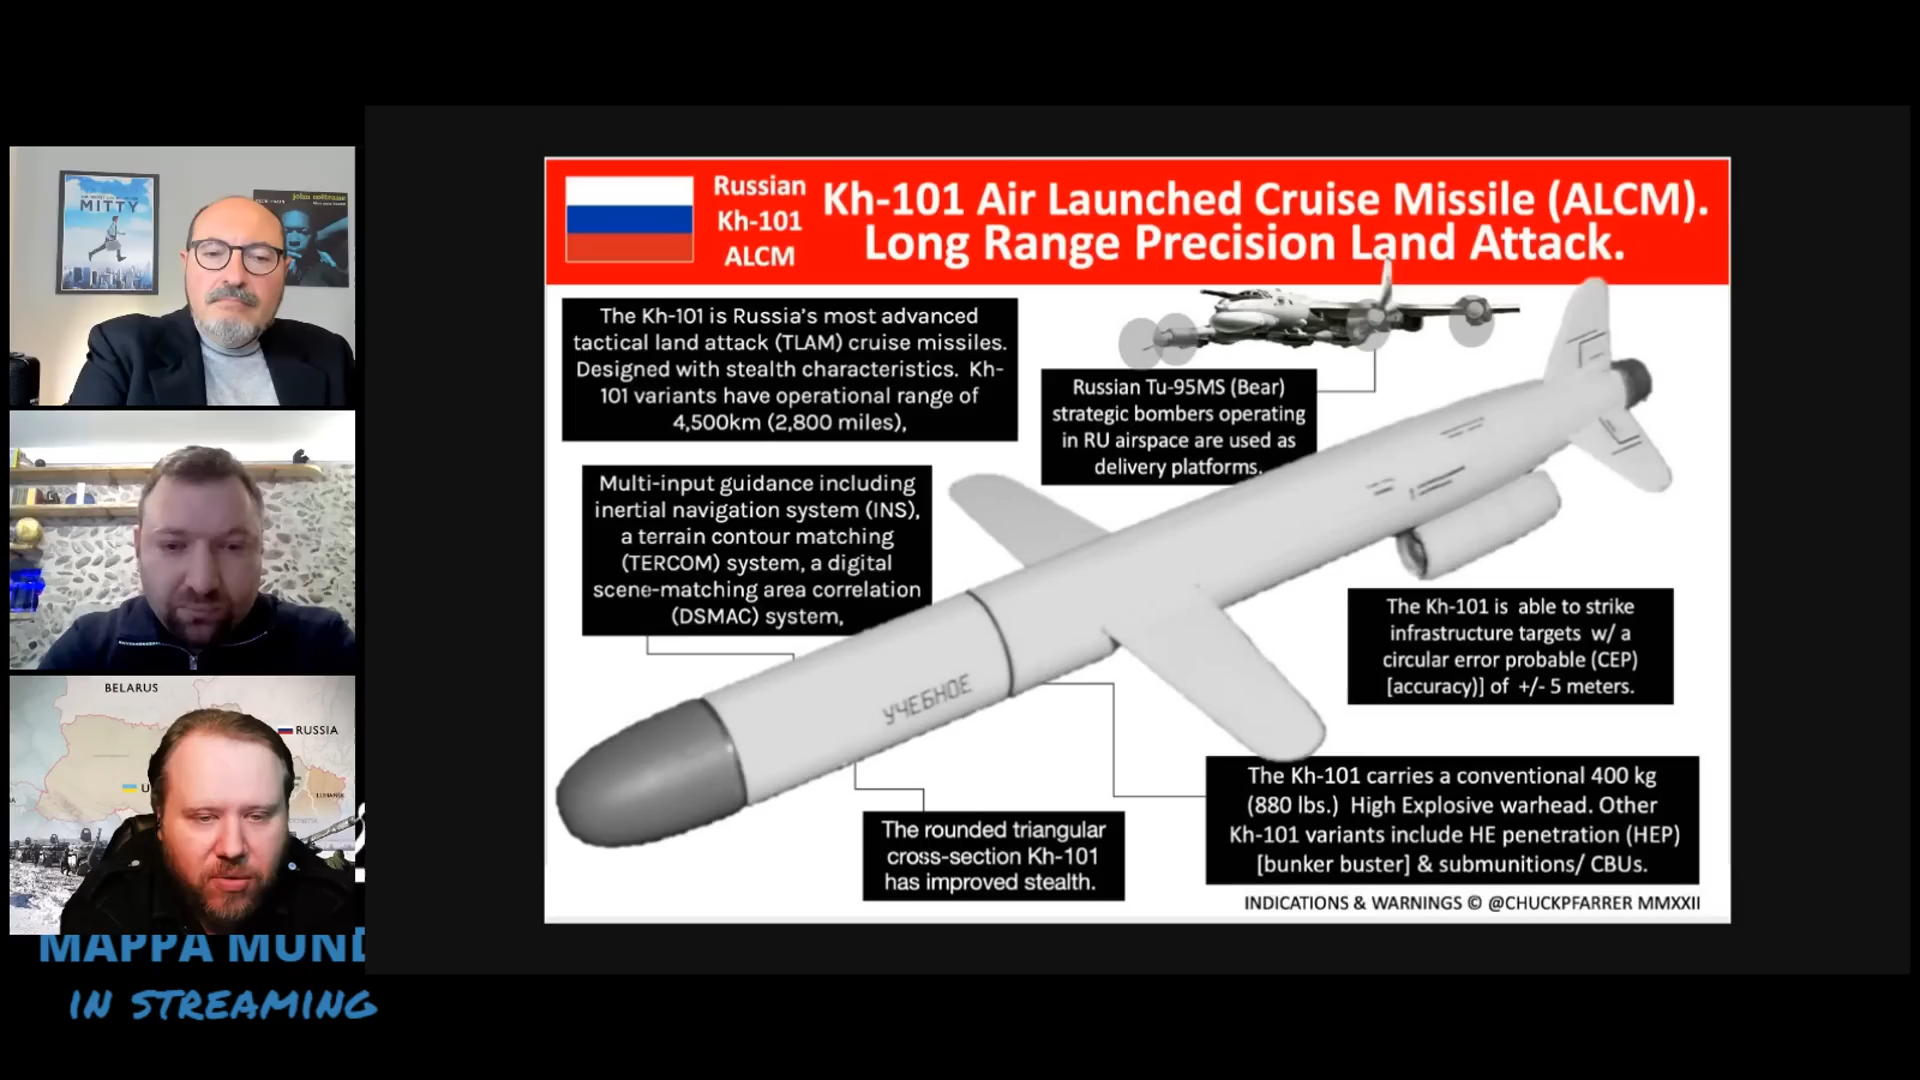 MITTY
john coltrane
BELARUS
RUSSIA
U
LUHANSK
MAPPA MUND
IN STREAMING
Russian
Kh-101
ALCM
Kh-101 Air Launched Cruise Missile (ALCM).
Long Range Precision Land Attack.
The Kh-101 is Russia's most advanced
tactical land attack (TLAM) cruise missiles.
Designed with stealth characteristics. Kh-
101 variants have operational range of
4,500km (2,800 miles),
Russian Tu-95MS (Bear)
strategic bombers operating
in RU airspace are used as
delivery platforms.
Multi-input guidance including
inertial navigation system (INS),
a terrain contour matching
(TERCOM) system, a digital
scene-matching area correlation
(DSMAC) system,
УЧЕБНОЕ
The Kh-101 is able to strike
infrastructure targets w/ a
circular error probable (CEP)
[accuracy)] of +/- 5 meters.
The Kh-101 carries a conventional 400 kg
(880 lbs.) High Explosive warhead. Other
Kh-101 variants include HE penetration (HEP)
[bunker buster] & submunitions/ CBUs.
The rounded triangular
cross-section Kh-101
has improved stealth.
INDICATIONS & WARNINGS © @CHUCKPFARRER MMXXII